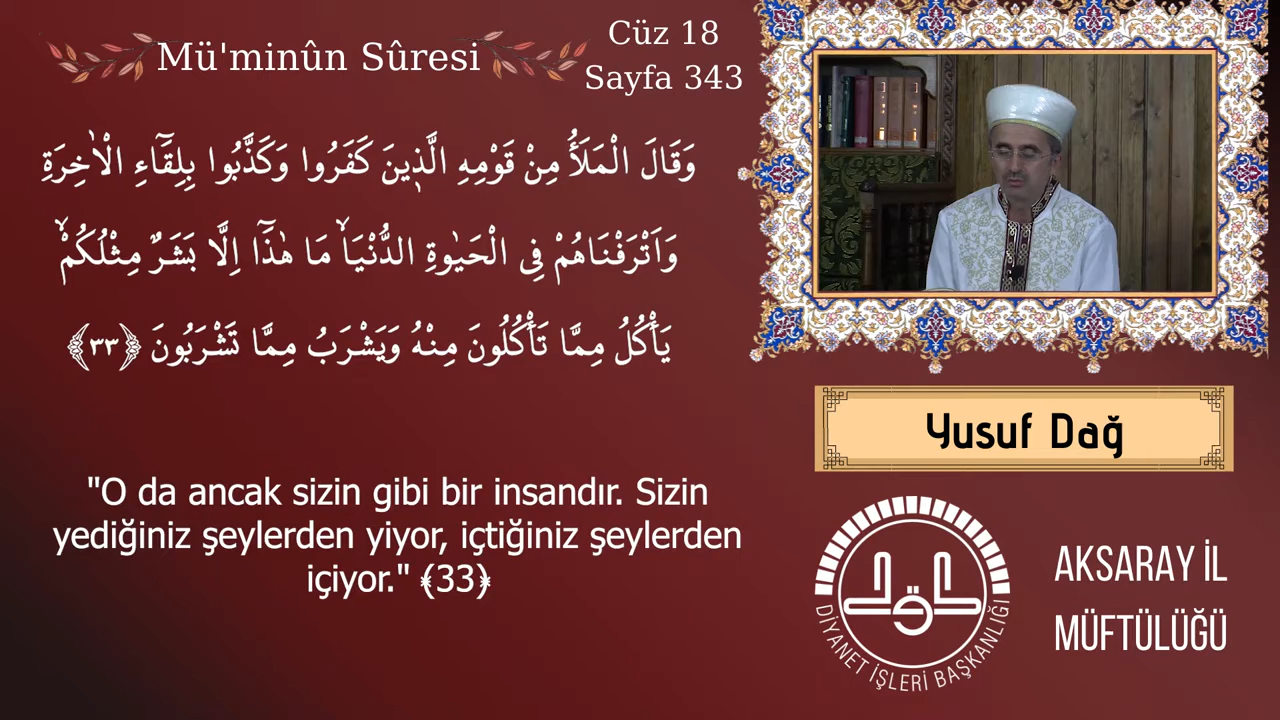 Mü'minûn Sûresi
Cüz 18
Sayfa 343
وَقَالَ الْمَلَأُ مِنْ قَوْمِهِ الَّذ۪ينَ كَفَرُوا وَكَذَّبُوا بِلِقَٓاءِ الْاٰخِرَةِ
وَاَتْرَفْنَاهُمْ فِى الْحَيٰوةِ الدُّنْيَاۙ مَا هٰذَٓا اِلَّا بَشَرٌ مِثْلُكُمْۙ
يَأْكُلُ مِمَّا تَأْكُلُونَ مِنْهُ وَيَشْرَبُ مِمَّا تَشْرَبُونَ ﴿٣٣﴾
"O da ancak sizin gibi bir insandır. Sizin
yediğiniz şeylerden yiyor, içtiğiniz şeylerden
içiyor." ﴾33﴿
Yusuf Dağ
DİYANET İŞLERİ BAŞKANLIĞI
AKSARAY İL
MÜFTÜLÜĞÜ